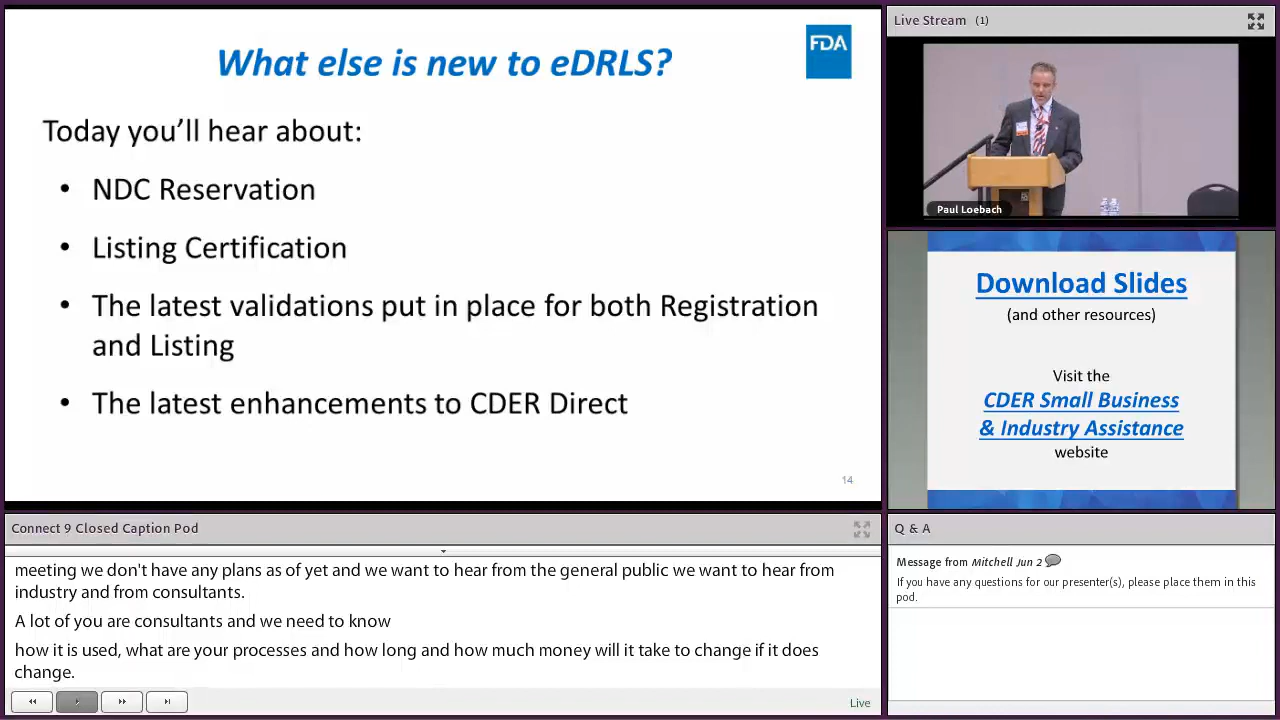 What else is new to eDRLS?
FDA
Today you'll hear about:
• NDC Reservation
• Listing Certification
• The latest validations put in place for both Registration
and Listing
• The latest enhancements to CDER Direct
14
Live Stream (1)
Paul Loebach
Download Slides
(and other resources)
Visit the
CDER Small Business
& Industry Assistance
website
Connect 9 Closed Caption Pod
meeting we don't have any plans as of yet and we want to hear from the general public we want to hear from
industry and from consultants.
A lot of you are consultants and we need to know
how it is used, what are your processes and how long and how much money will it take to change if it does
change.
Live
Q & A
Message from Mitchell Jun 2
If you have any questions for our presenter(s), please place them in this
pod.